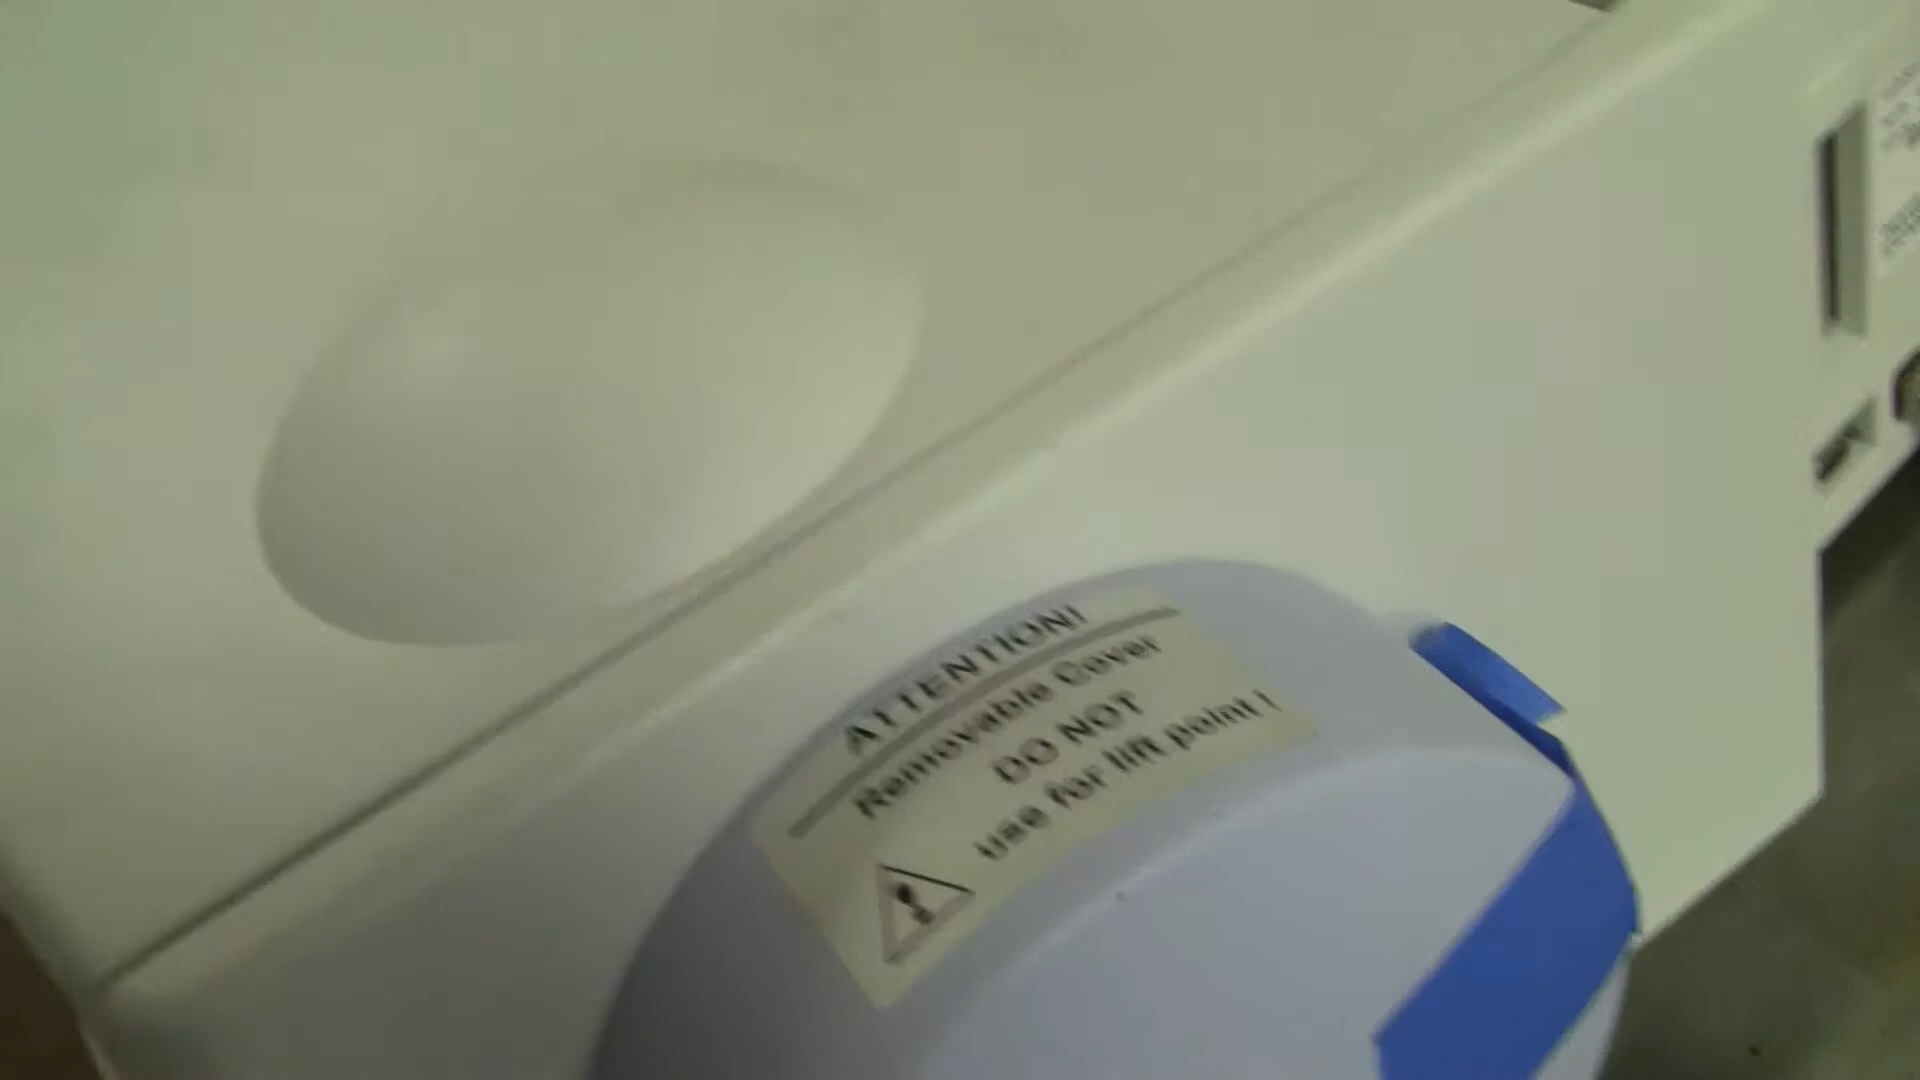 ATTENTION!
Removable Cover
DO NOT
use for lift point !